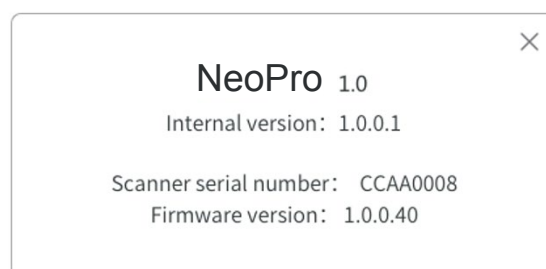 NeoPro 1.0
Internal version： 1.0.0.1
Scanner serial number： CCAA0008
Firmware version： 1.0.0.40